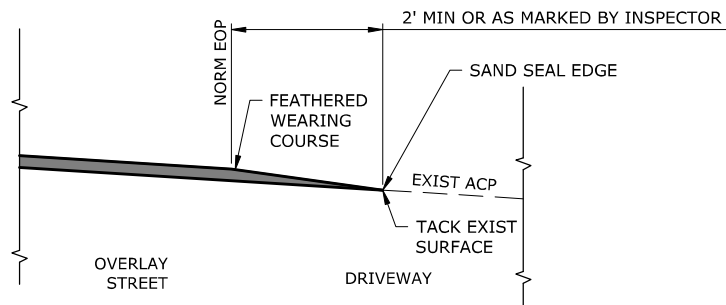 2' MIN OR AS MARKED BY INSPECTOR
NORM EOP
SAND SEAL EDGE
FEATHERED
WEARING
COURSE
EXIST ACP
TACK EXIST
SURFACE
OVERLAY
STREET
DRIVEWAY